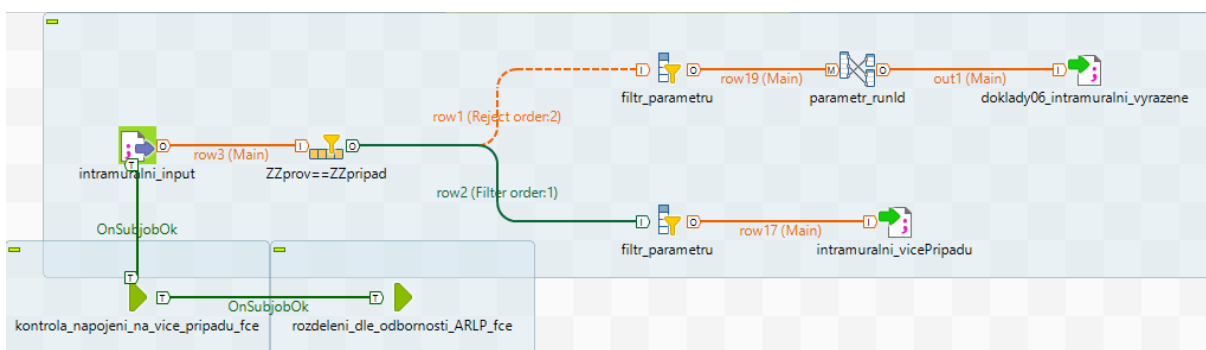 row1 (Reject order:2)
filtr_parametru
row19 (Main)
parametr_runId
out1 (Main)
doklady06_intramuralni_vyrazene
intramuralni_input
row3 (Main)
ZZprov==ZZpripad
row2 (Filter order:1)
filtr_parametru
row17 (Main)
intramuralni_vicePripadu
OnSubjobOk
kontrola_napojeni_na_vice_pripadu_fce
OnSubjobOk
rozdeleni_dle_odbornosti_ARLP_fce